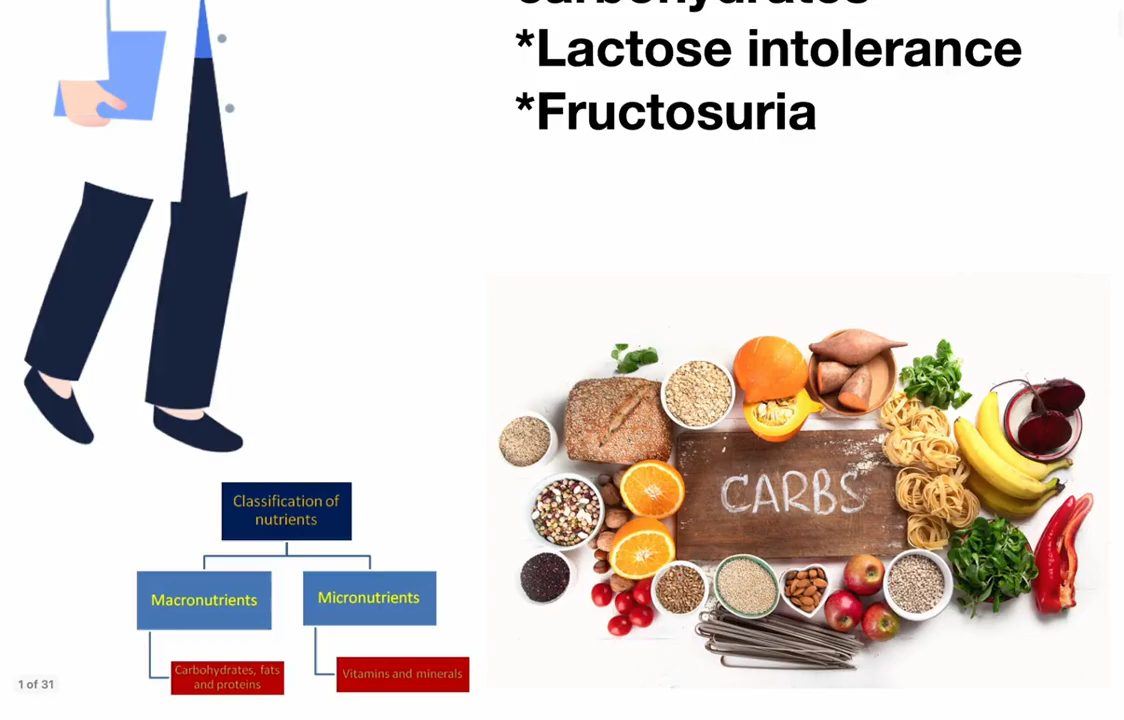 carbohydrates
*Lactose intolerance
*Fructosuria
CARBS
Classification of
nutrients
Macronutrients
Micronutrients
Carbohydrates, fats
and proteins
Vitamins and minerals
1 of 31